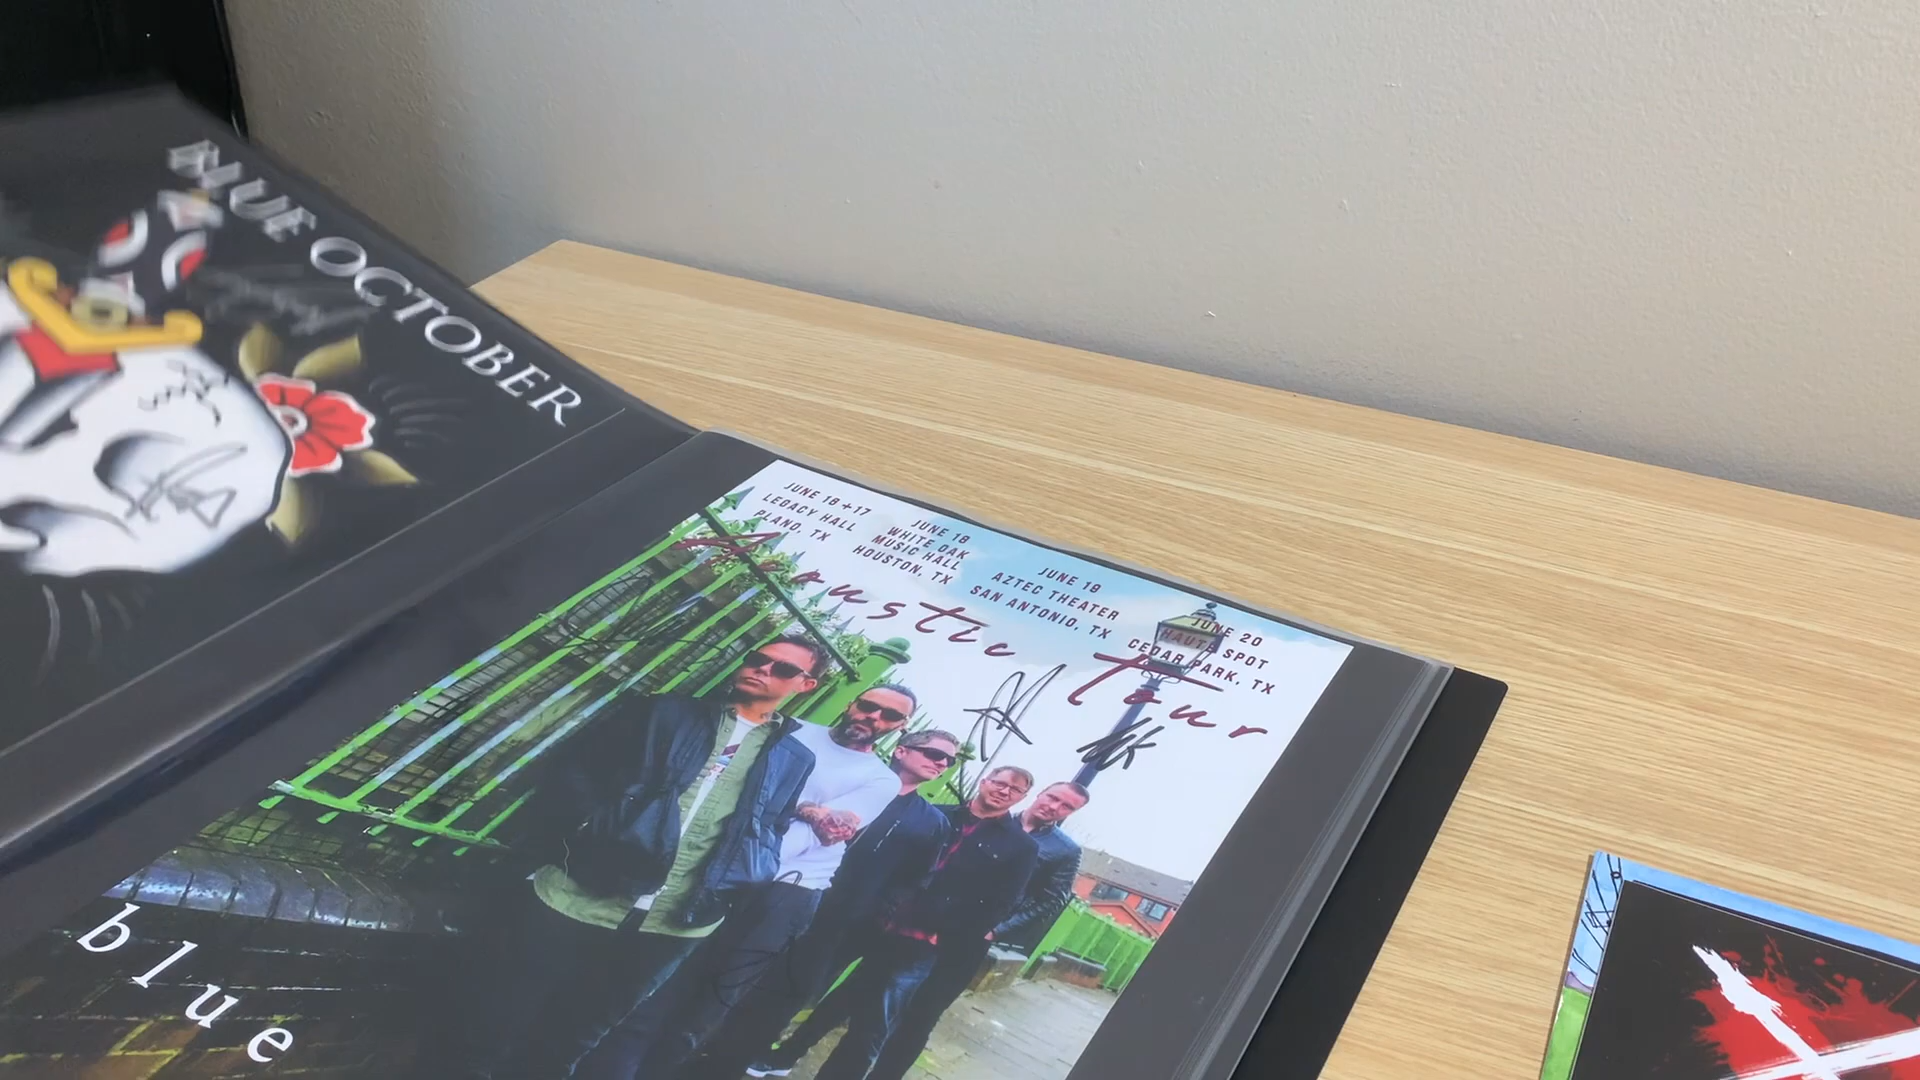 BLUE OCTOBER
JUNE 16+17
LEGACY HALL
PLANO, TX
JUNE 18
WHITE OAK
MUSIC HALL
HOUSTON, TX
JUNE 19
AZTEC THEATER
SAN ANTONIO, TX
JUNE 20
HAUTE SPOT
CEDAR PARK, TX
Acoustic Tour
blue